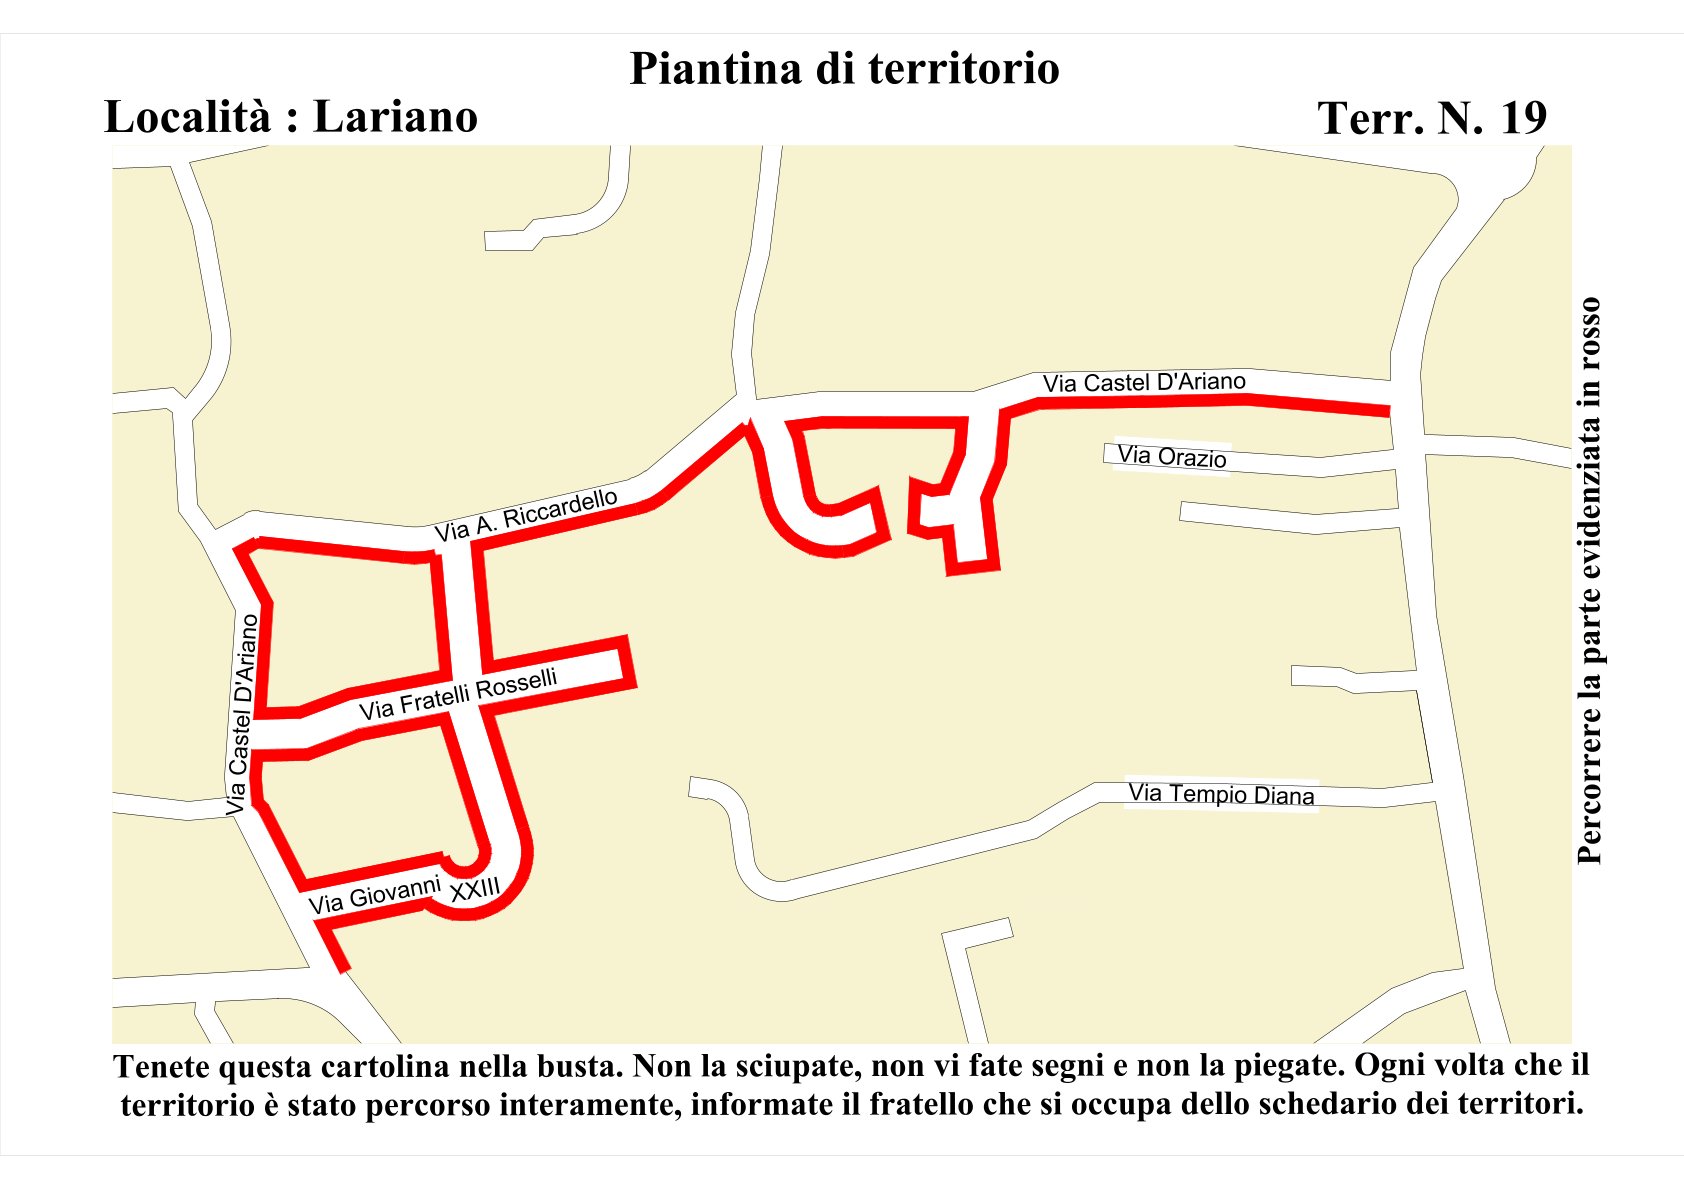 Piantina di territorio
Località : Lariano
Terr. N. 19
Via Castel D'Ariano
Via Orazio
Via A. Riccardello
Via Castel D'Ariano
Via Fratelli Rosselli
Via Tempio Diana
Via Giovanni XXIII
Percorrere la parte evidenziata in rosso
Tenete questa cartolina nella busta. Non la sciupate, non vi fate segni e non la piegate. Ogni volta che il
territorio è stato percorso interamente, informate il fratello che si occupa dello schedario dei territori.